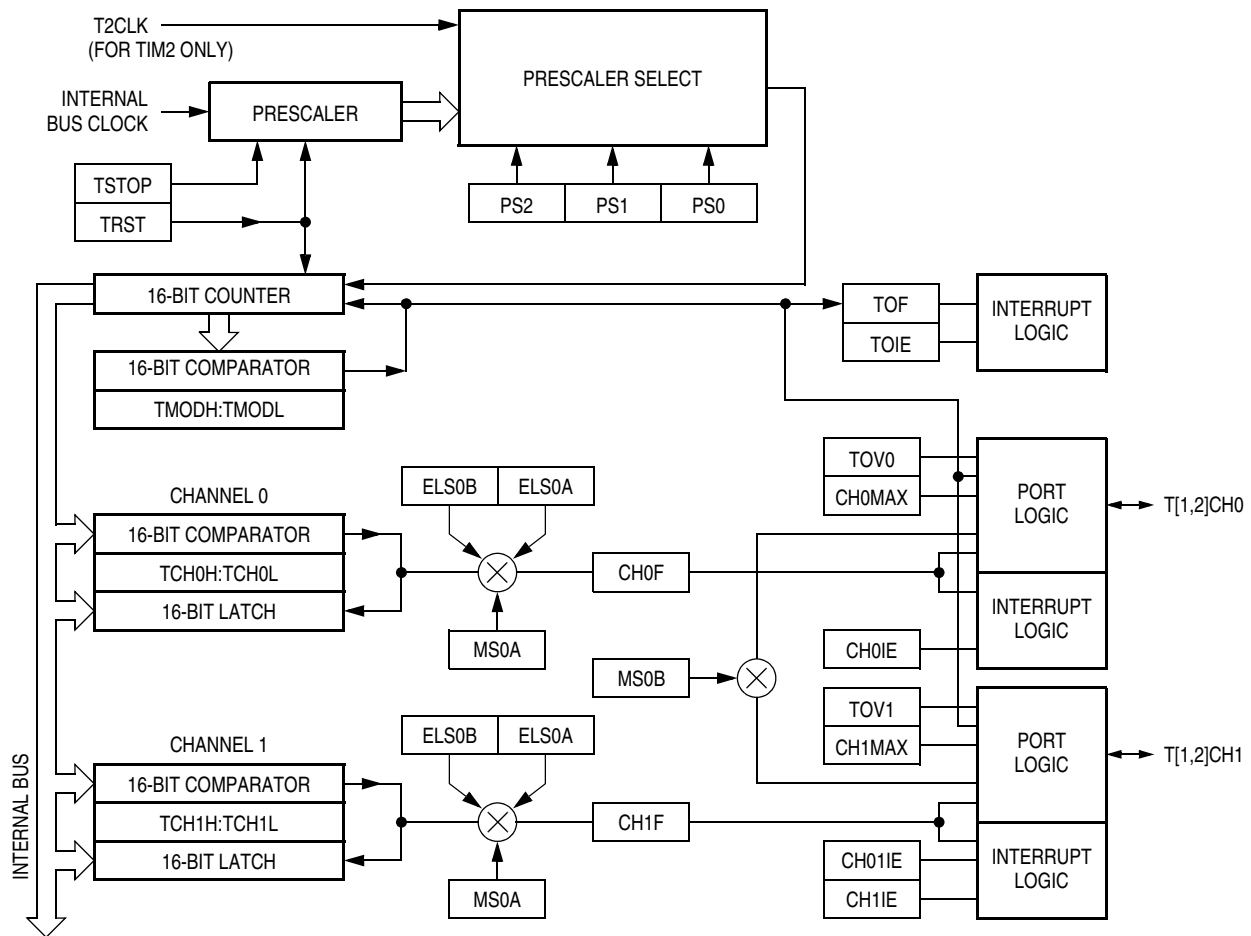 T2CLK
(FOR TIM2 ONLY)
PRESCALER SELECT
INTERNAL
BUS CLOCK
PRESCALER
TSTOP
TRST
PS2
PS1
PS0
16-BIT COUNTER
TOF
TOIE
INTERRUPT
LOGIC
16-BIT COMPARATOR
TMODH:TMODL
CHANNEL 0
16-BIT COMPARATOR
TCH0H:TCH0L
16-BIT LATCH
ELS0B
ELS0A
MS0A
CH0F
TOV0
CH0MAX
PORT
LOGIC
T[1,2]CH0
INTERRUPT
LOGIC
CH0IE
MS0B
CHANNEL 1
16-BIT COMPARATOR
TCH1H:TCH1L
16-BIT LATCH
ELS0B
ELS0A
MS0A
CH1F
TOV1
CH1MAX
PORT
LOGIC
T[1,2]CH1
INTERRUPT
LOGIC
CH01IE
CH1IE
INTERNAL BUS